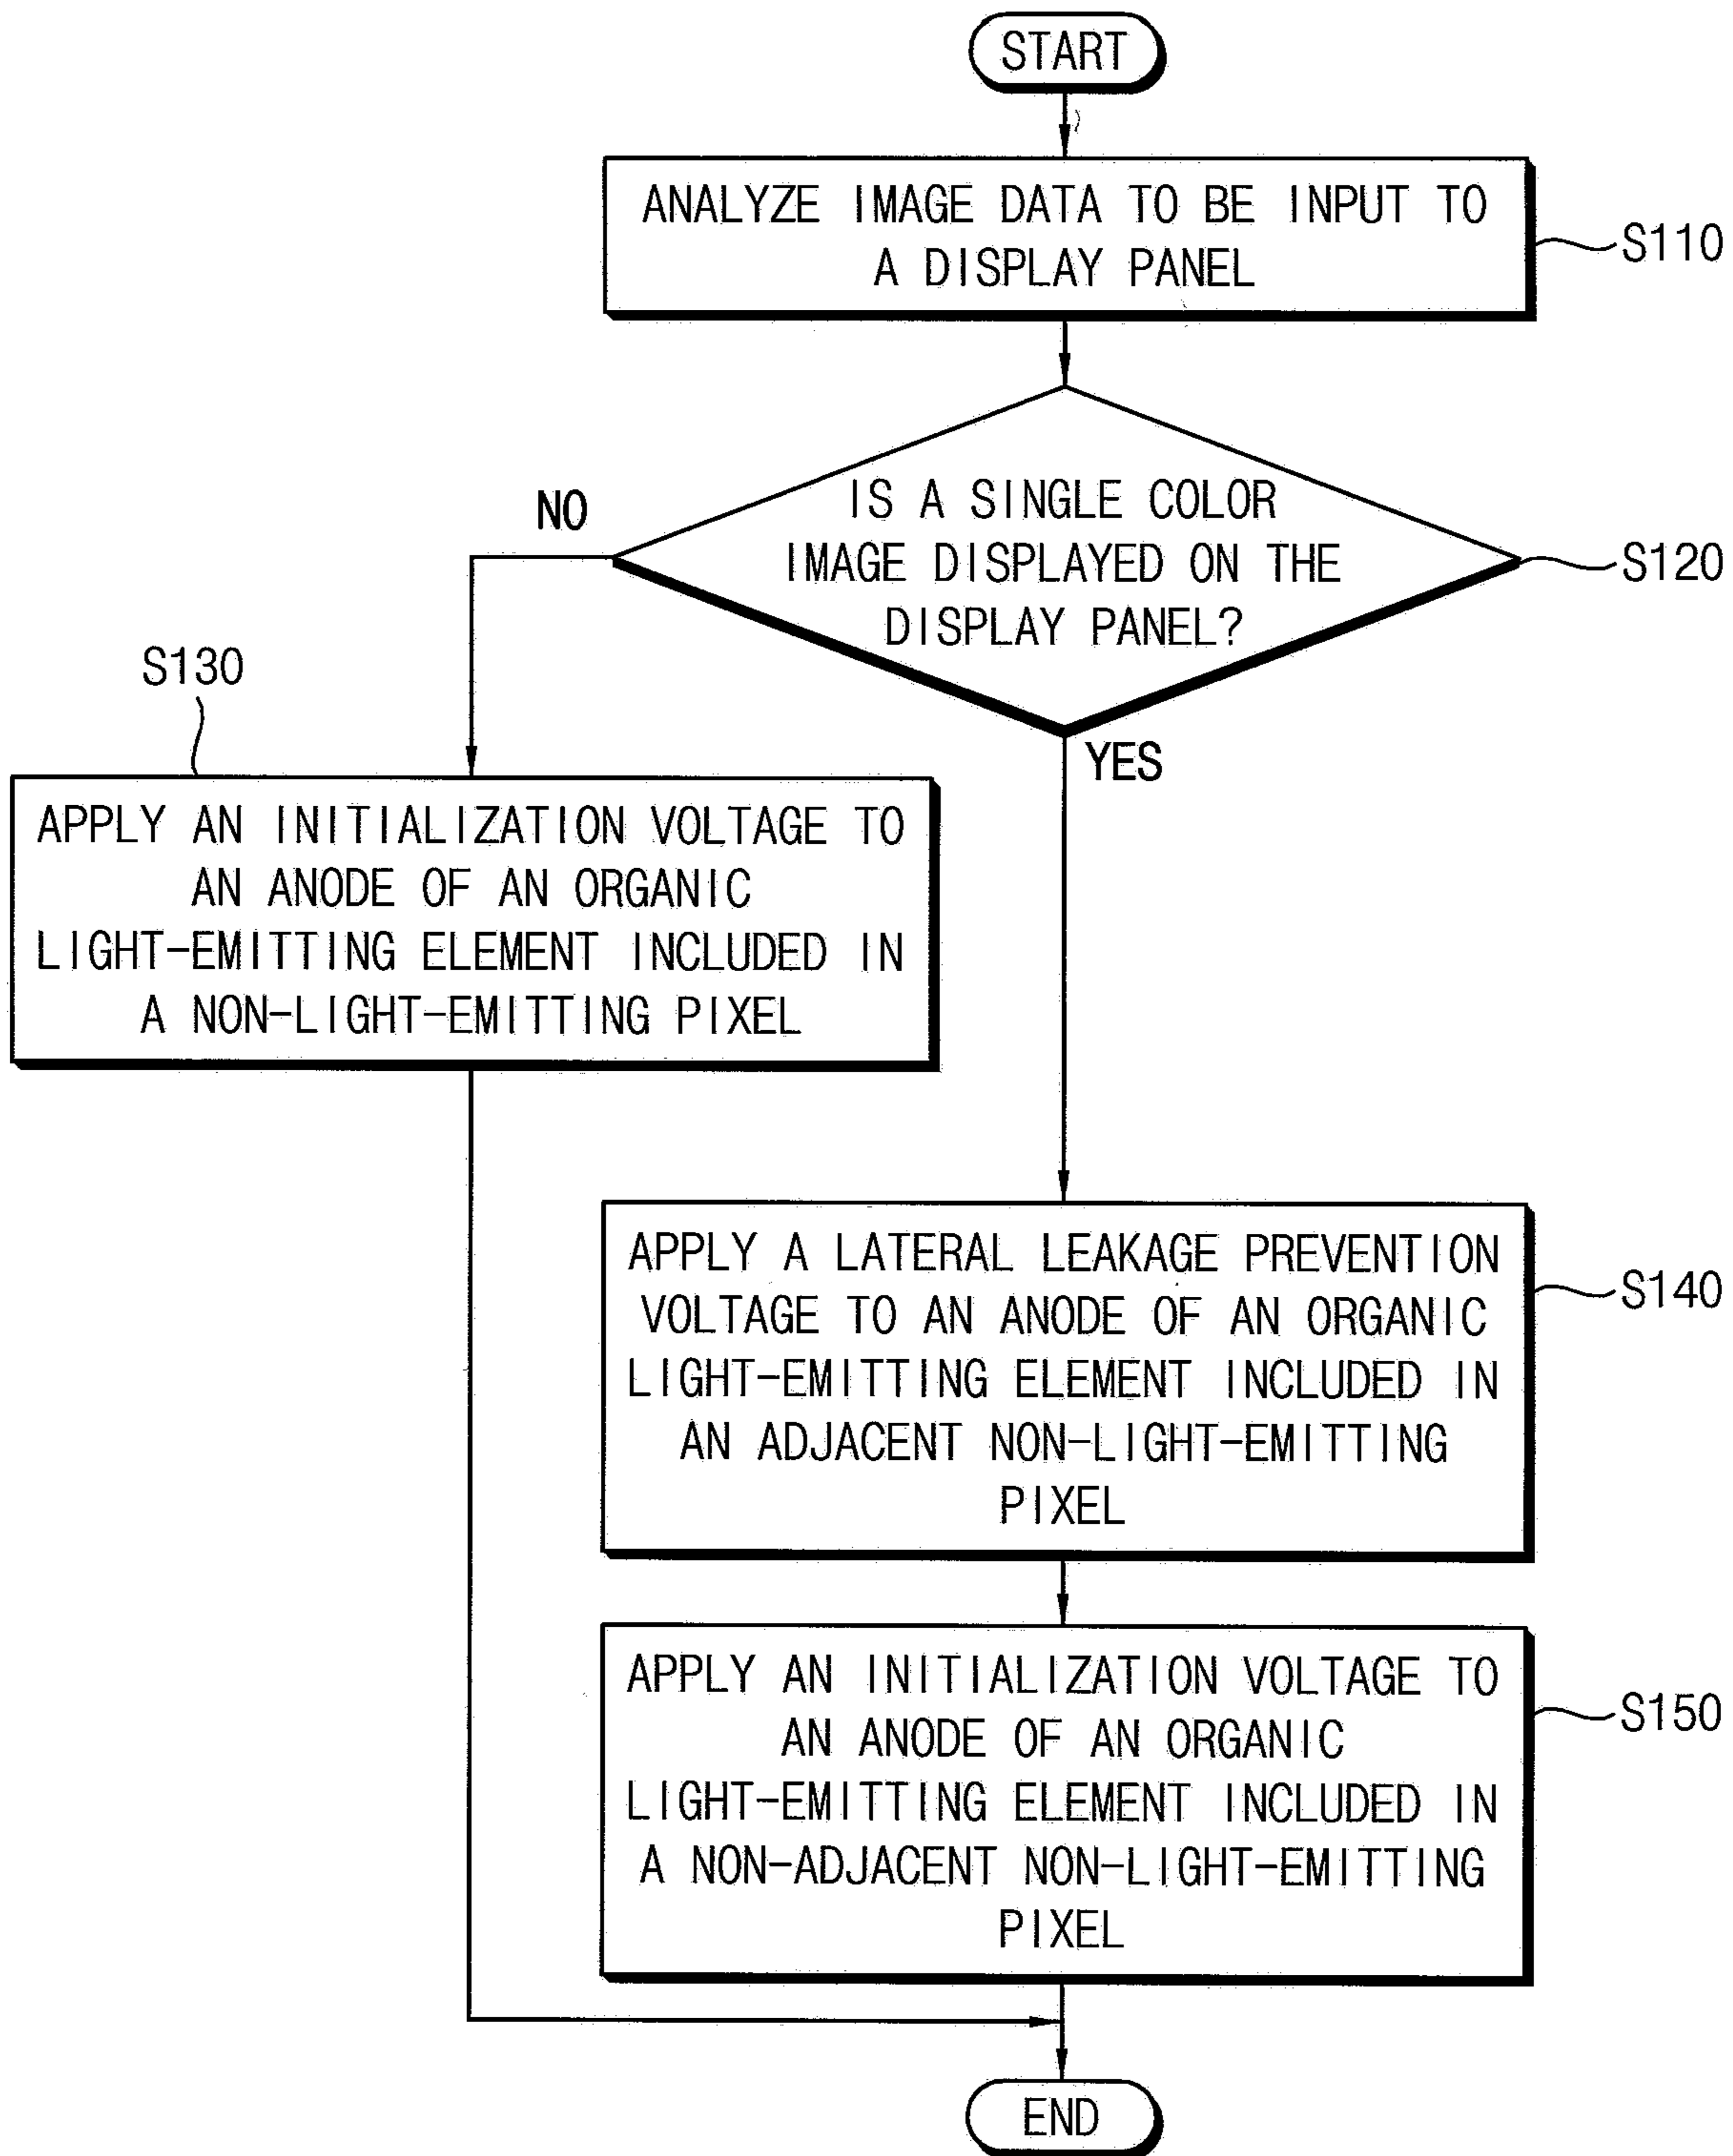 START
ANALYZE IMAGE DATA TO BE INPUT TO
A DISPLAY PANEL
S110
IS A SINGLE COLOR
IMAGE DISPLAYED ON THE
DISPLAY PANEL?
S120
NO
YES
S130
APPLY AN INITIALIZATION VOLTAGE TO
AN ANODE OF AN ORGANIC
LIGHT-EMITTING ELEMENT INCLUDED IN
A NON-LIGHT-EMITTING PIXEL
APPLY A LATERAL LEAKAGE PREVENTION
VOLTAGE TO AN ANODE OF AN ORGANIC
LIGHT-EMITTING ELEMENT INCLUDED IN
AN ADJACENT NON-LIGHT-EMITTING
PIXEL
S140
APPLY AN INITIALIZATION VOLTAGE TO
AN ANODE OF AN ORGANIC
LIGHT-EMITTING ELEMENT INCLUDED IN
A NON-ADJACENT NON-LIGHT-EMITTING
PIXEL
S150
END